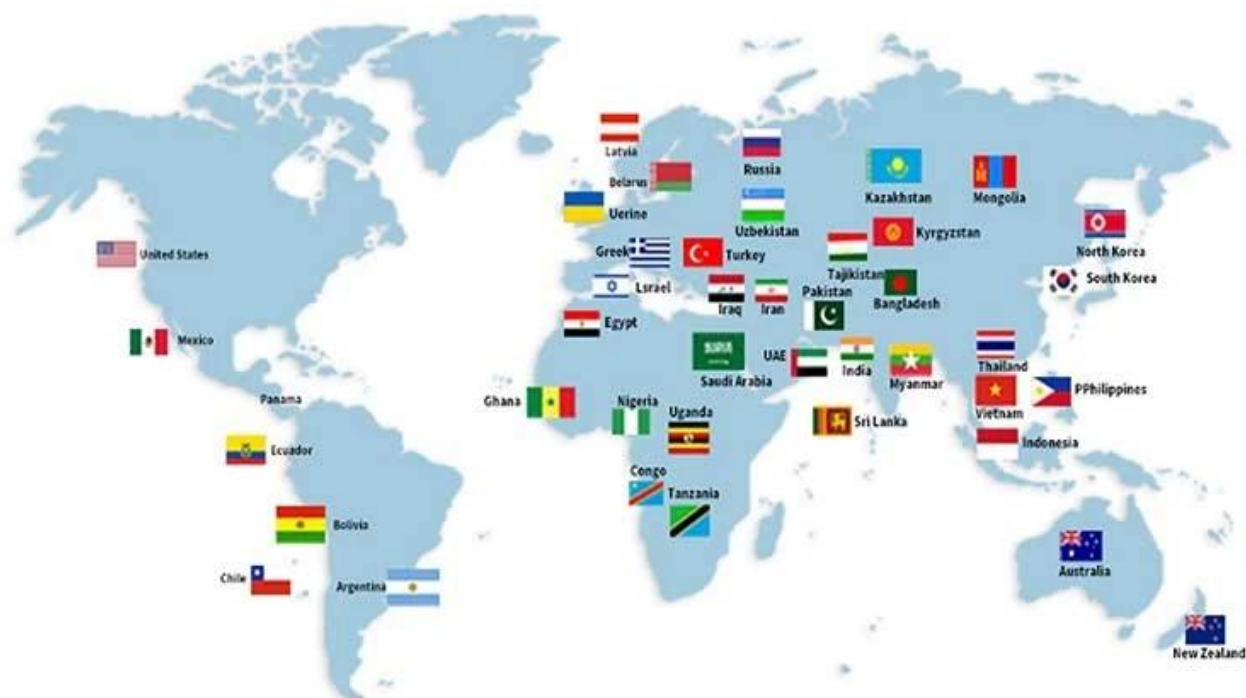 Latvia
Russia
Belarus
Kazakhstan
Mongolia
Uerine
Uzbekistan
Kyrgyzstan
United States
Greek
Turkey
Tajikistan
North Korea
South Korea
Lsrael
Iraq
Iran
Pakistan
Bangladesh
Egypt
Mexico
Saudi Arabia
UAE
India
Myanmar
Thailand
Panama
Ghana
Nigeria
Uganda
Sri Lanka
Vietnam
PPhilippines
Ecuador
Indonesia
Congo
Tanzania
Bolivia
Chile
Argentina
Australia
New Zealand